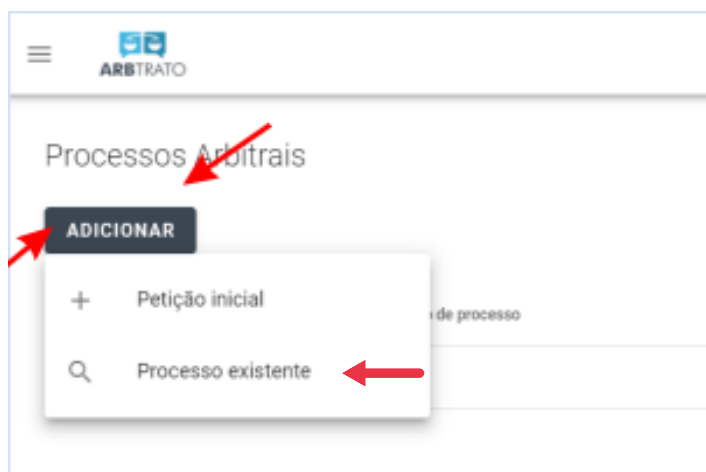 ARBTRATO
Processos Arbitrais
ADICIONAR
Petição inicial
de processo
Processo existente